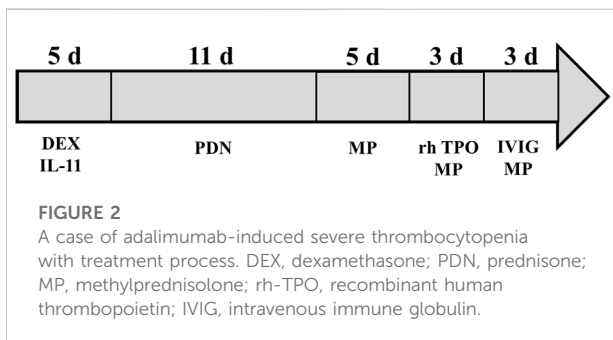 5 d 11 d 5 d 3 d 3 d
DEX PDN MP rh TPO IVIG
IL-11 MP MP
FIGURE 2
A case of adalimumab-induced severe thrombocytopenia
with treatment process. DEX, dexamethasone; PDN, prednisone;
MP, methylprednisolone; rh-TPO, recombinant human
thrombopoietin; IVIG, intravenous immune globulin.